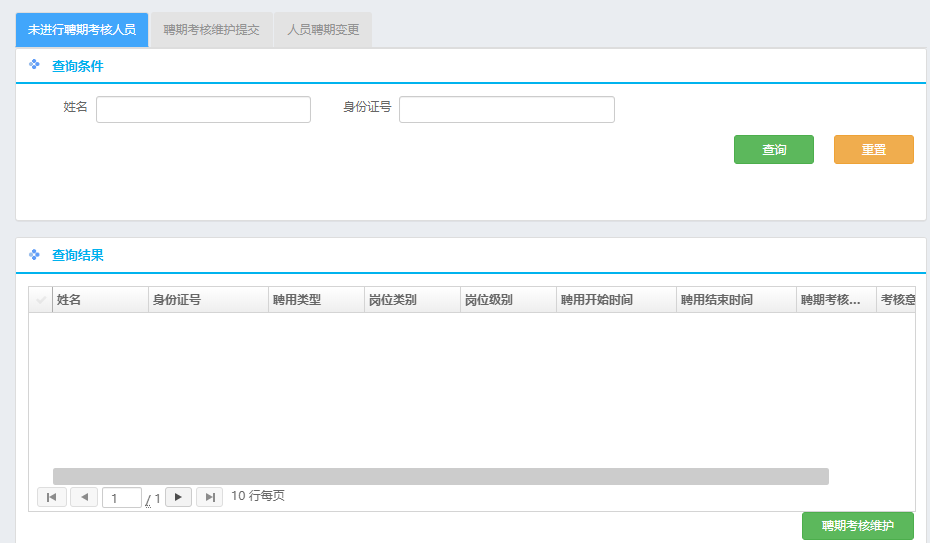 未进行聘期考核人员 聘期考核维护提交 人员聘期变更
查询条件
姓名 身份证号
查询 重置
查询结果
姓名 身份证号 聘用类型 岗位类别 岗位级别 聘用开始时间 聘用结束时间 聘期考核... 考核意
1 / 1 10 行每页
聘期考核维护